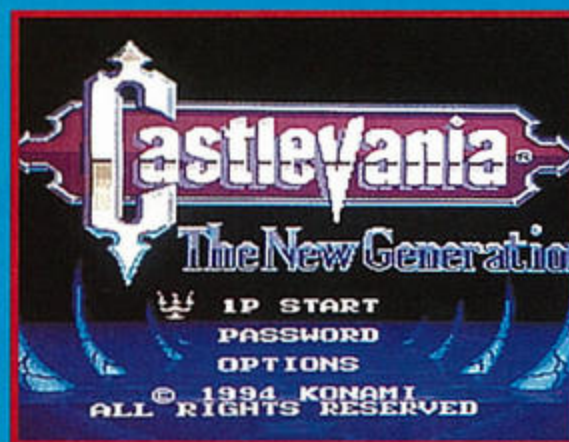 Castlevania®
The New Generatio
1P START
PASSWORD
OPTIONS
© 1994 KONAMI
ALL RIGHTS RESERVED